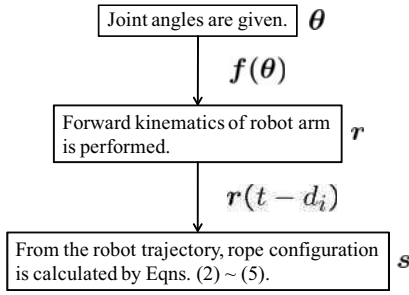 Joint angles are given. θ
f(θ)
Forward kinematics of robot arm
is performed. r
r(t − d_i)
From the robot trajectory, rope configuration
is calculated by Eqns. (2) ~ (5). s